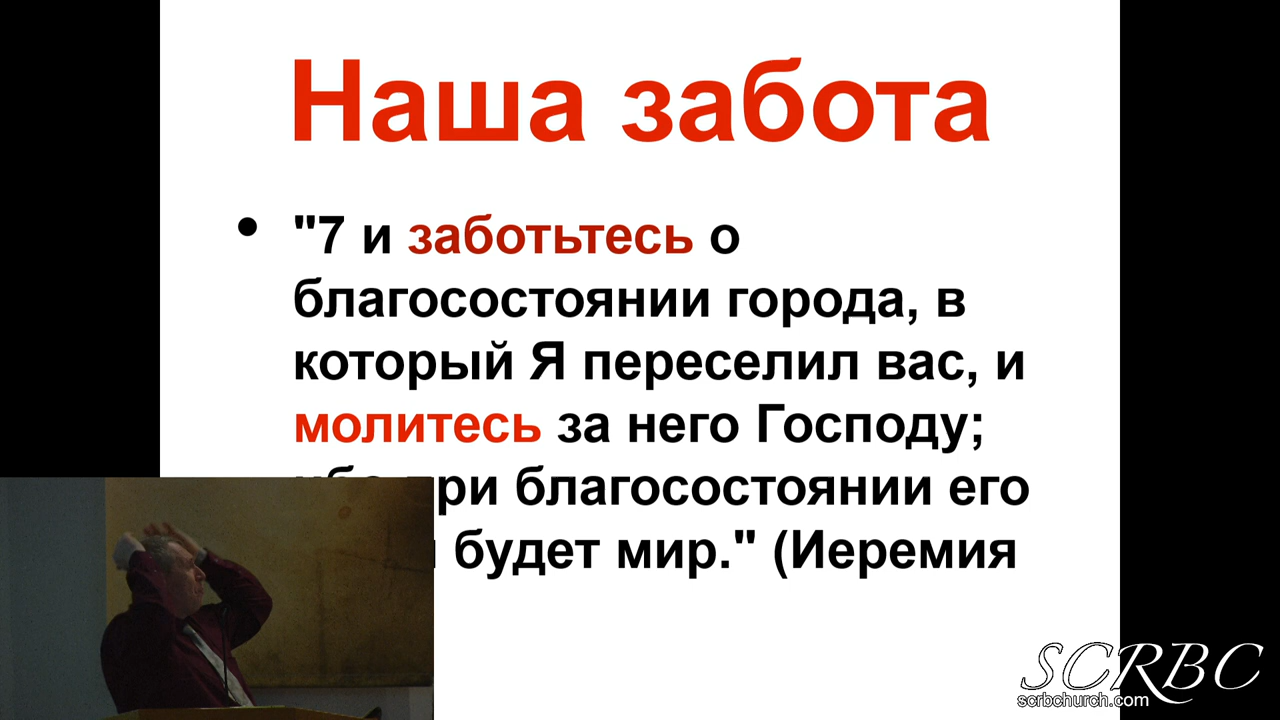 Наша забота
• "7 и заботьтесь о
благосостоянии города, в
который Я переселил вас, и
молитесь за него Господу;
при благосостоянии его
будет мир." (Иеремия
SCRBC
scrbchurch.com